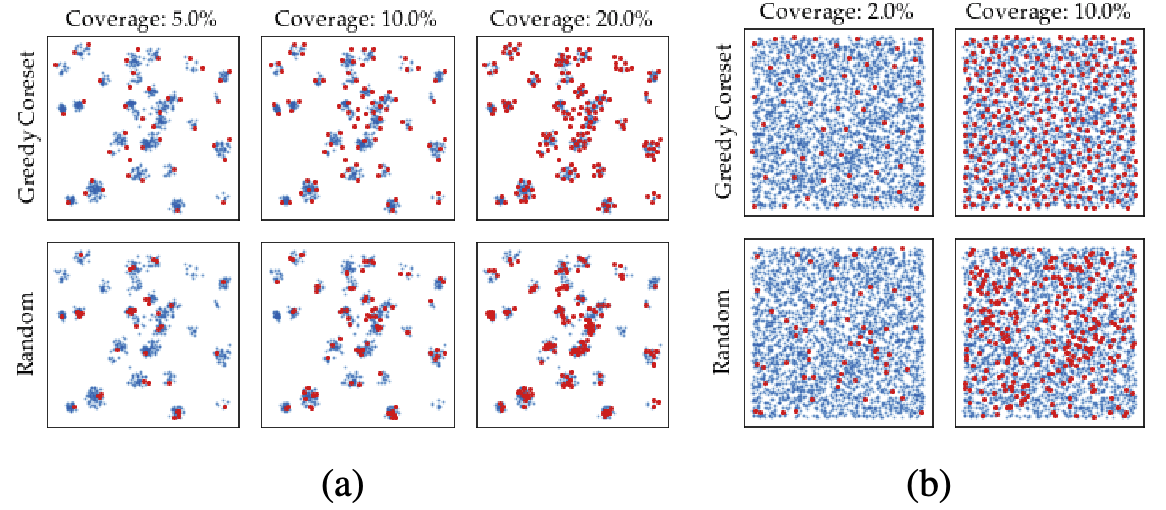 Coverage: 5.0%
Coverage: 10.0%
Coverage: 20.0%
Greedy Coreset
Random
(a)
Coverage: 2.0%
Coverage: 10.0%
Greedy Coreset
Random
(b)